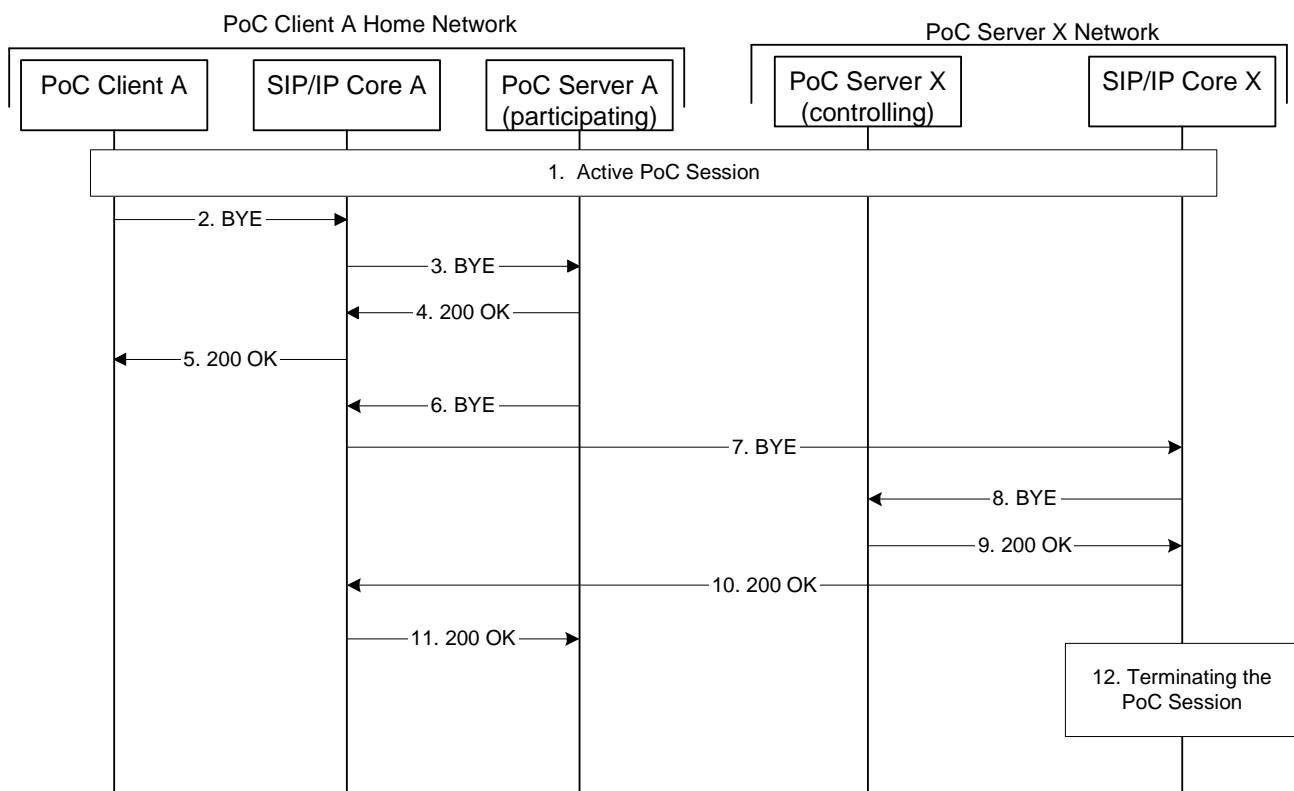 PoC Client A Home Network
PoC Server X Network
PoC Client A
SIP/IP Core A
PoC Server A
(participating)
PoC Server X
(controlling)
SIP/IP Core X
1. Active PoC Session
2. BYE
3. BYE
4. 200 OK
5. 200 OK
6. BYE
7. BYE
8. BYE
9. 200 OK
10. 200 OK
11. 200 OK
12. Terminating the
PoC Session